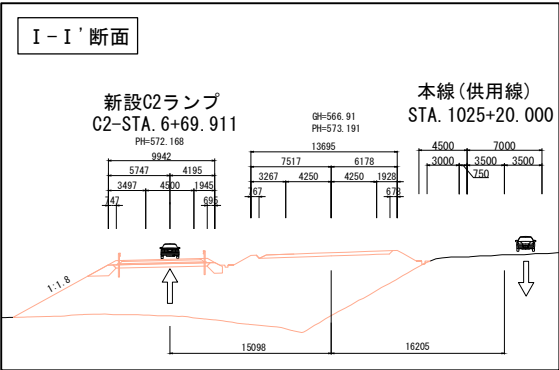 I-I'断面
新設C2ランプ
C2-STA.6+69.911
PH=572.168
9942
5747 4195
3497 4500 1945
747 695
GH=566.91
PH=573.191
13695
7517 6178
3267 4250 4250 1928
767 678
本線(供用線)
STA.1025+20.000
4500 7000
3000 3500 3500
750
1:1.8
15098 16205